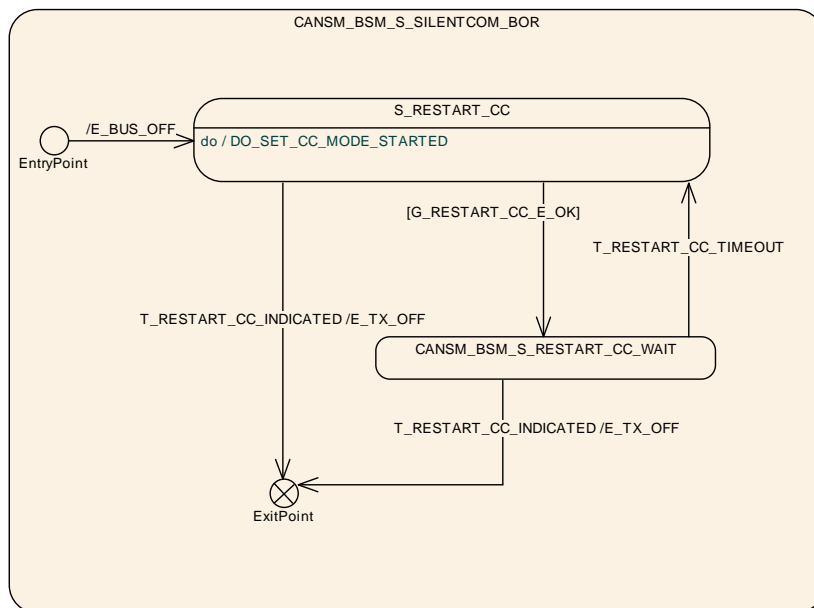 CANSM_BSM_S_SILENTCOM_BOR
S_RESTART_CC
/E_BUS_OFF
do / DO_SET_CC_MODE_STARTED
EntryPoint
[G_RESTART_CC_E_OK]
T_RESTART_CC_TIMEOUT
T_RESTART_CC_INDICATED /E_TX_OFF
CANSM_BSM_S_RESTART_CC_WAIT
T_RESTART_CC_INDICATED /E_TX_OFF
ExitPoint